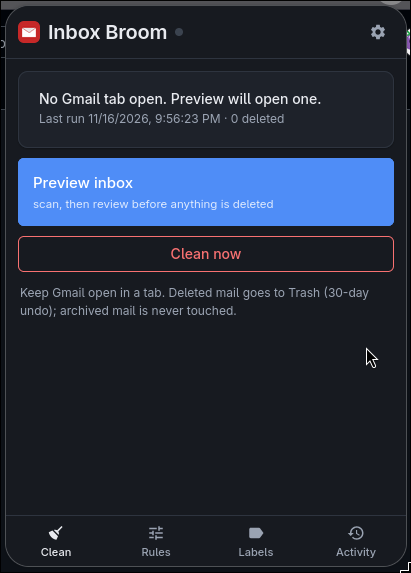 Inbox Broom
No Gmail tab open. Preview will open one.
Last run 11/16/2026, 9:56:23 PM · 0 deleted
Preview inbox
scan, then review before anything is deleted
Clean now
Keep Gmail open in a tab. Deleted mail goes to Trash (30-day
undo); archived mail is never touched.
Clean
Rules
Labels
Activity